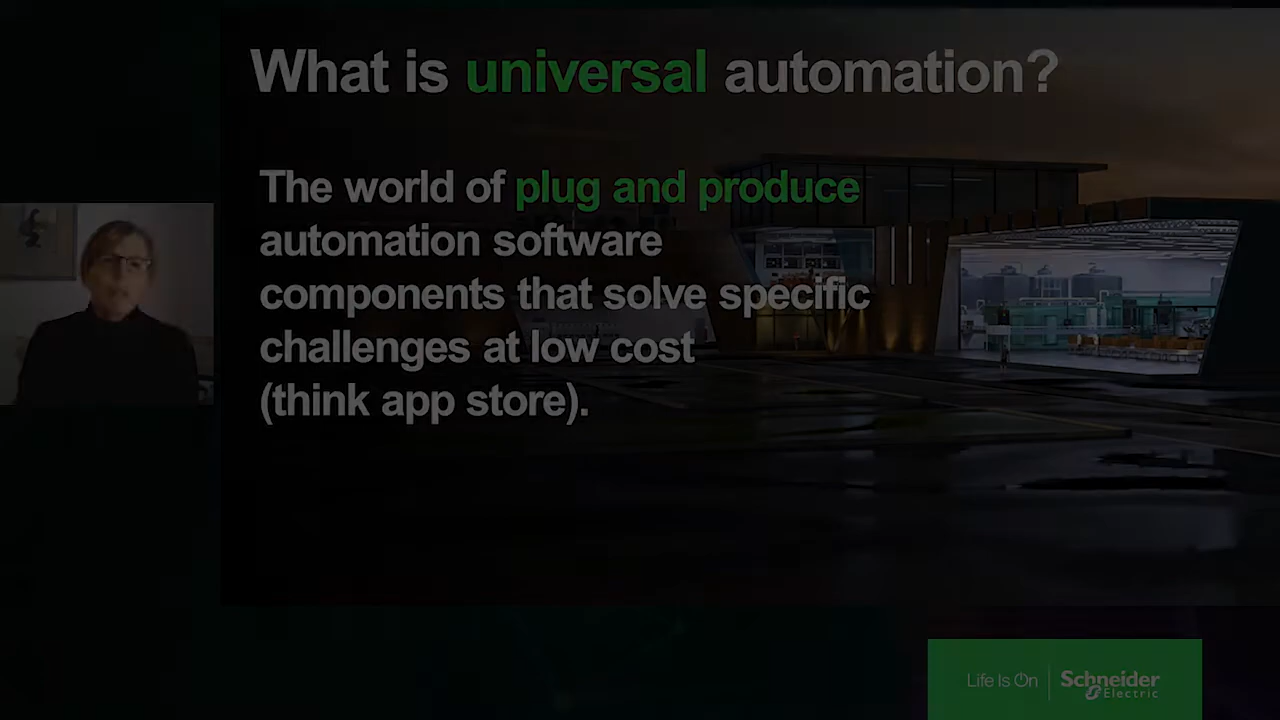 What is universal automation?
The world of plug and produce
automation software
components that solve specific
challenges at low cost
(think app store).
Life Is On
Schneider
Electric